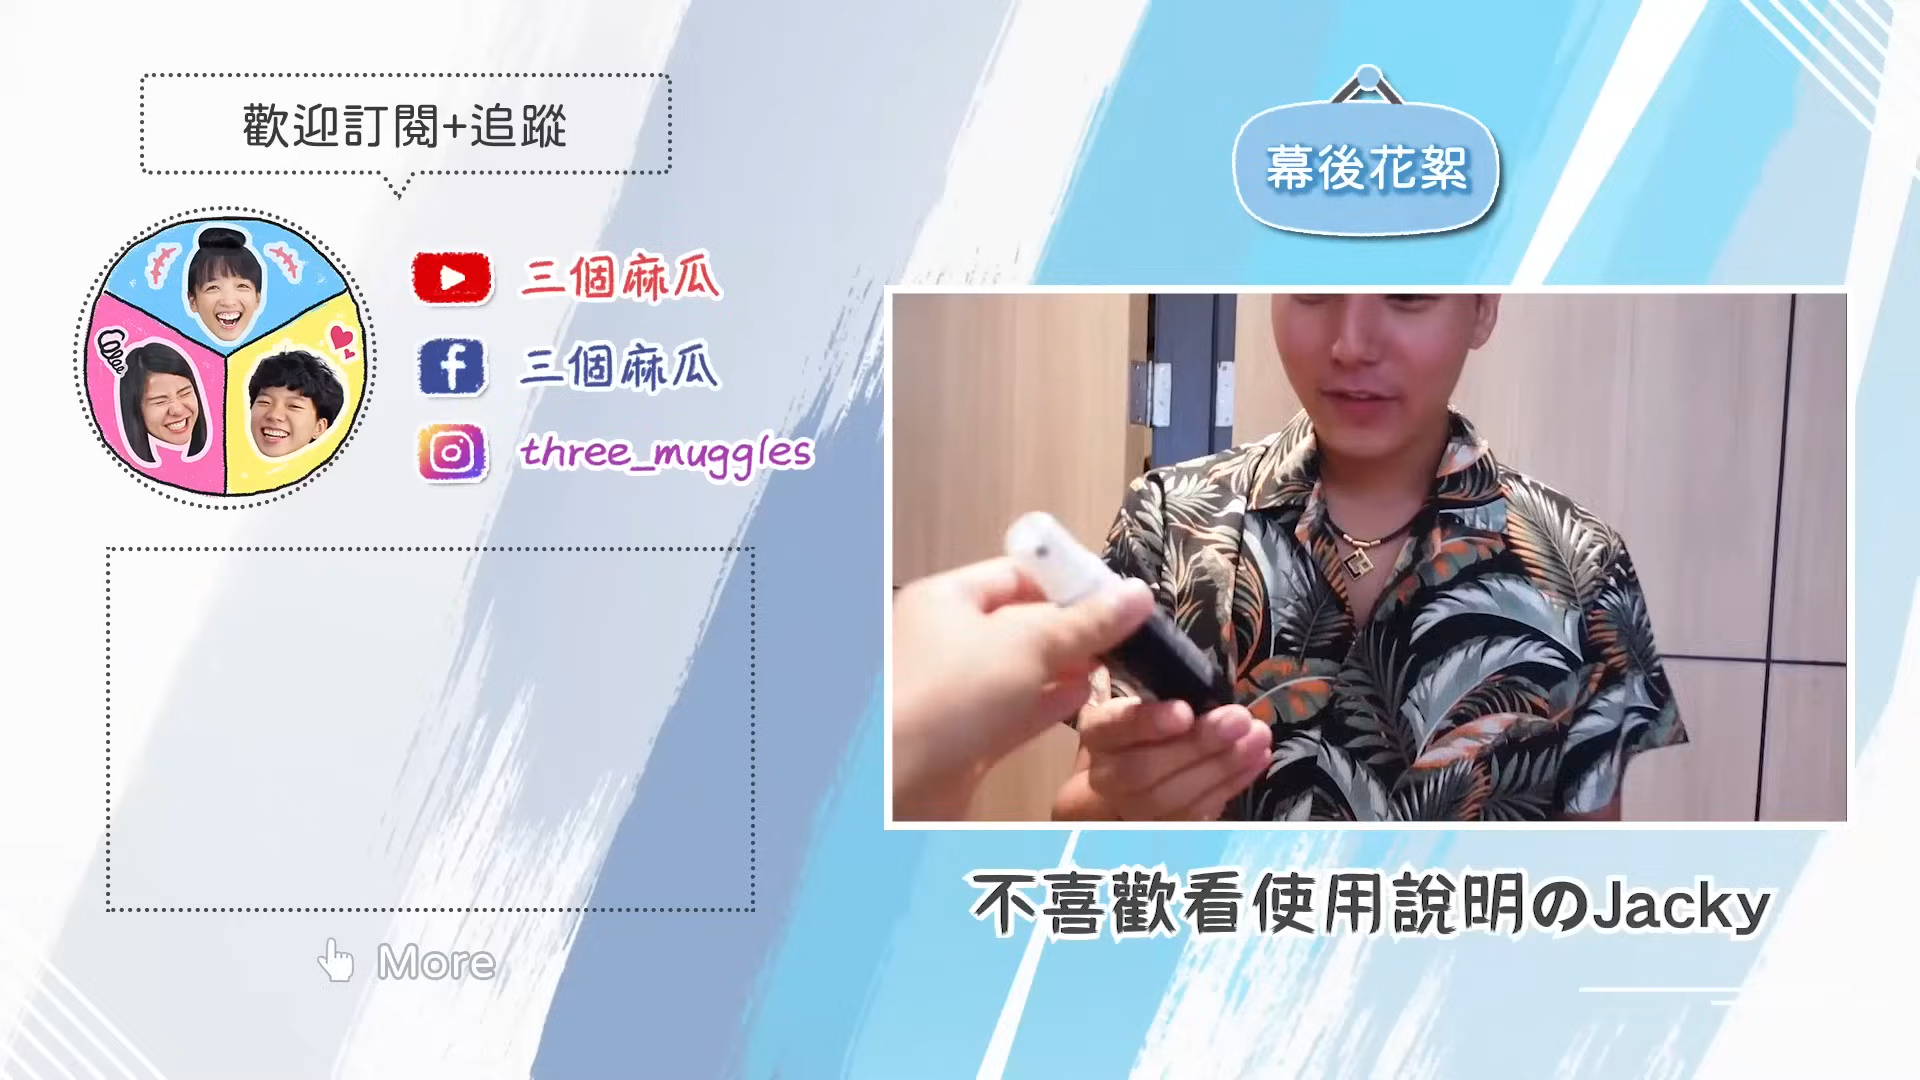 歡迎訂閱+追蹤
三個麻瓜
三個麻瓜
three_muggles
More
幕後花絮
不喜歡看使用說明のJacky